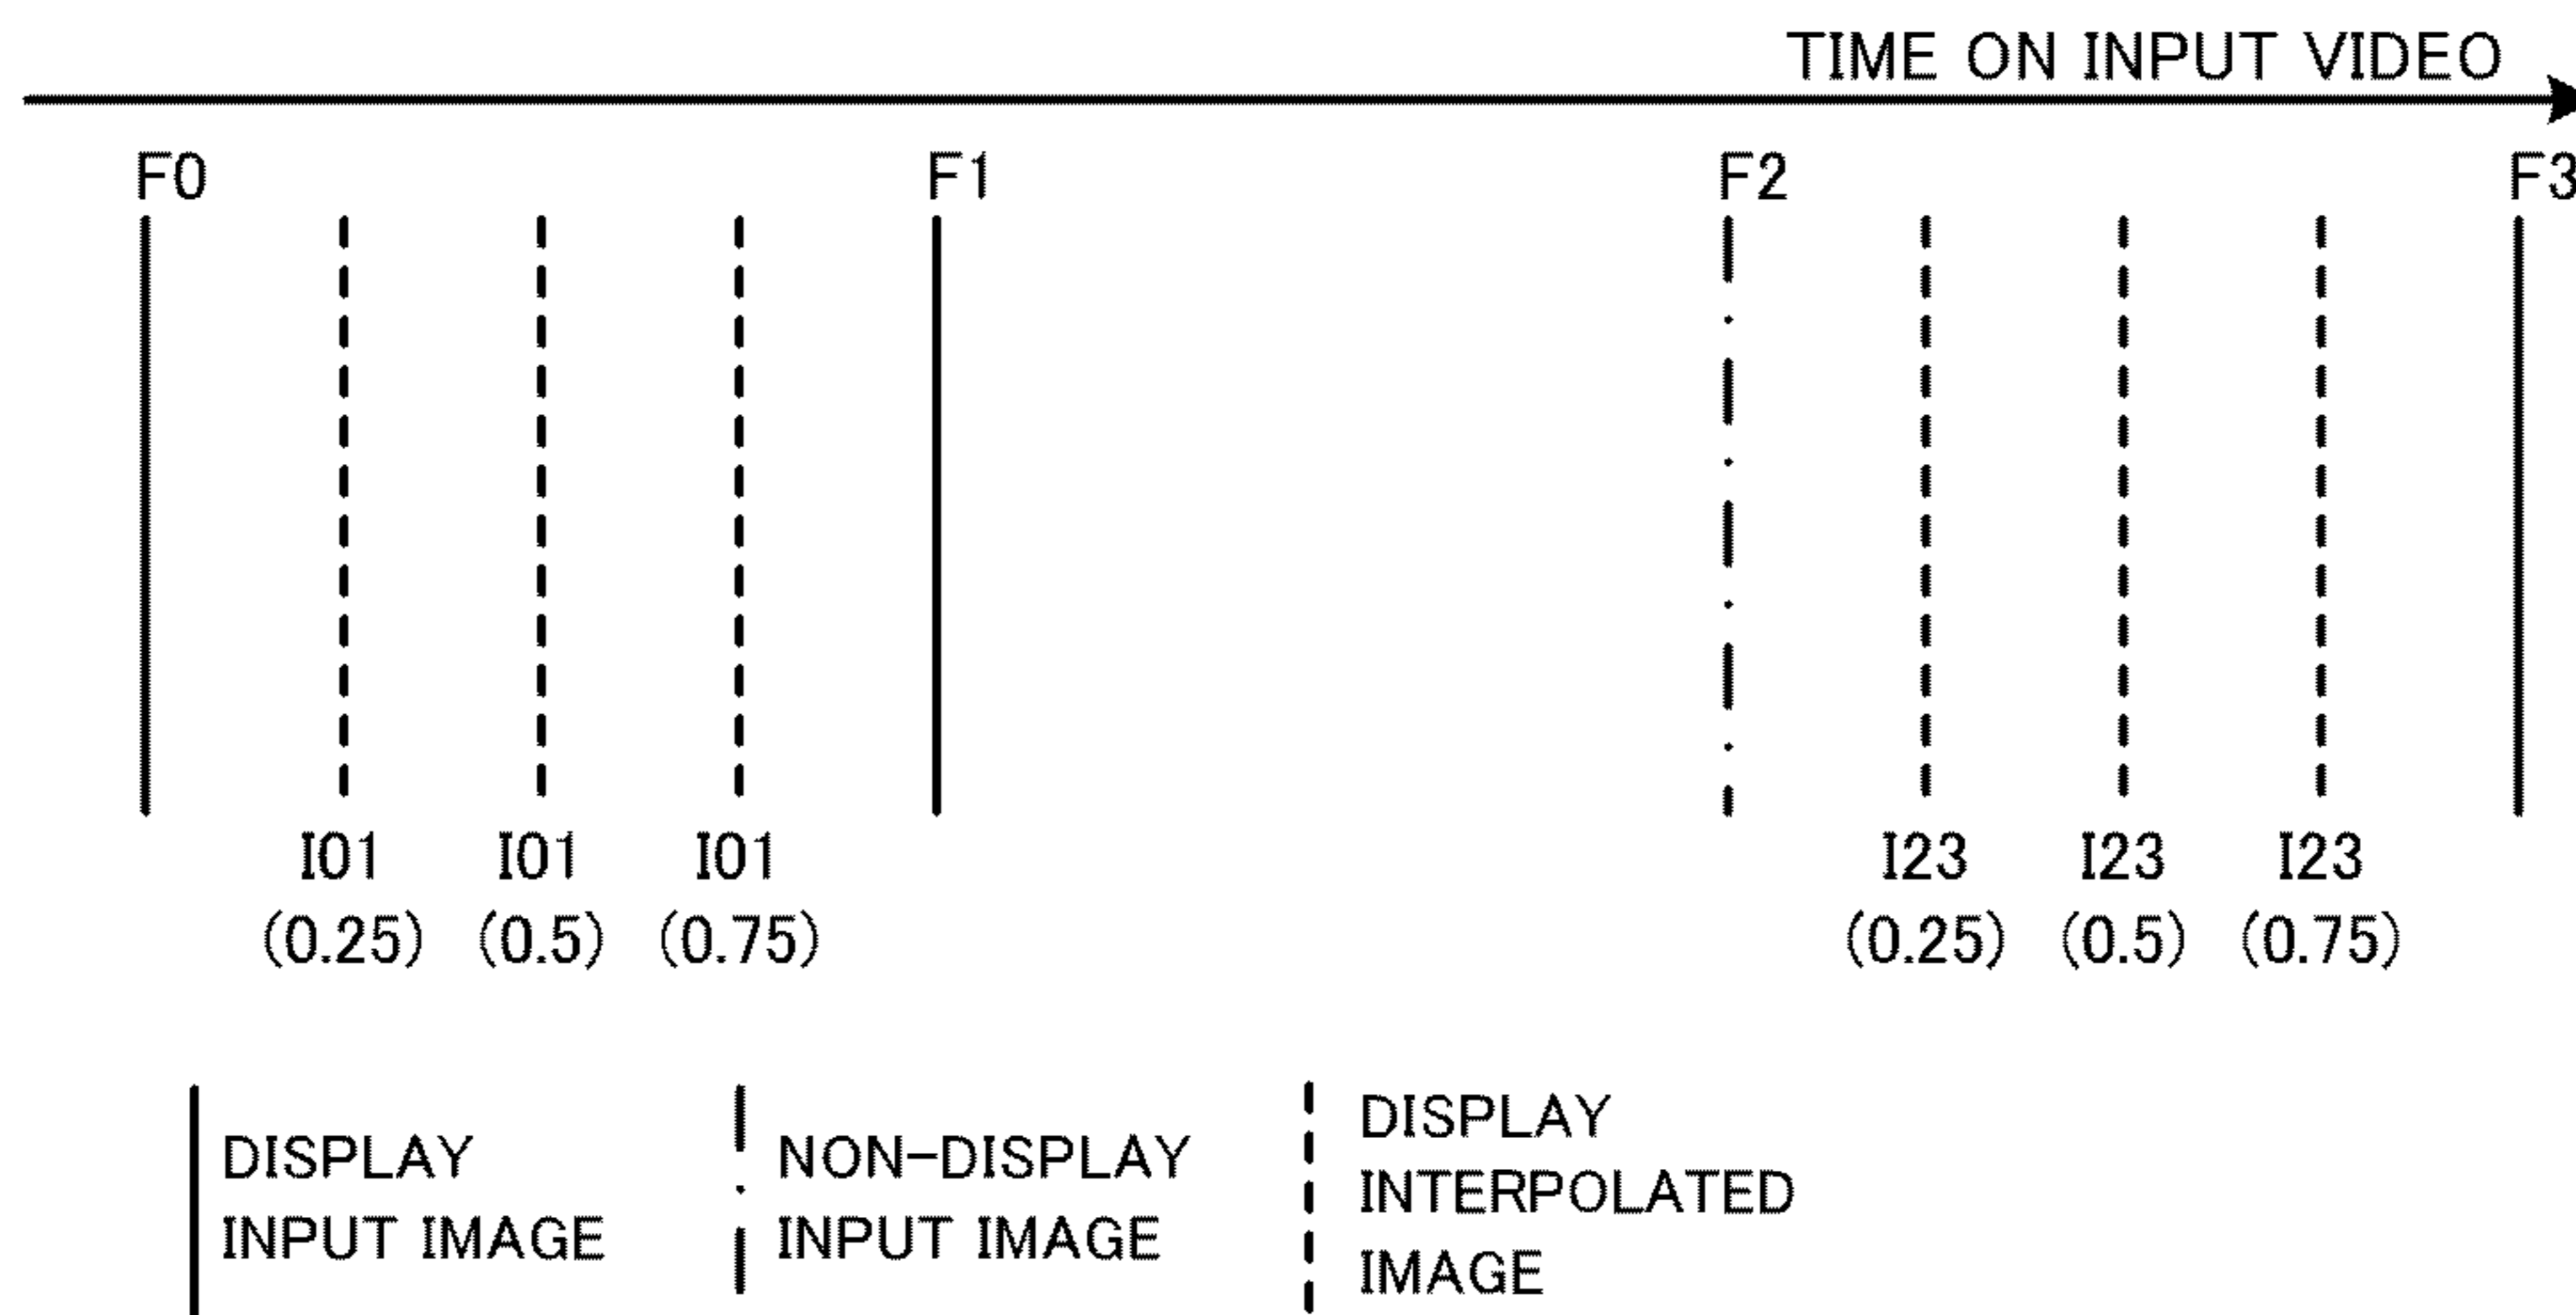 TIME ON INPUT VIDEO
F0 F1 F2 F3
I01 I01 I01 I23 I23 I23
(0.25) (0.5) (0.75) (0.25) (0.5) (0.75)
DISPLAY
INPUT IMAGE
NON-DISPLAY
INPUT IMAGE
DISPLAY
INTERPOLATED
IMAGE